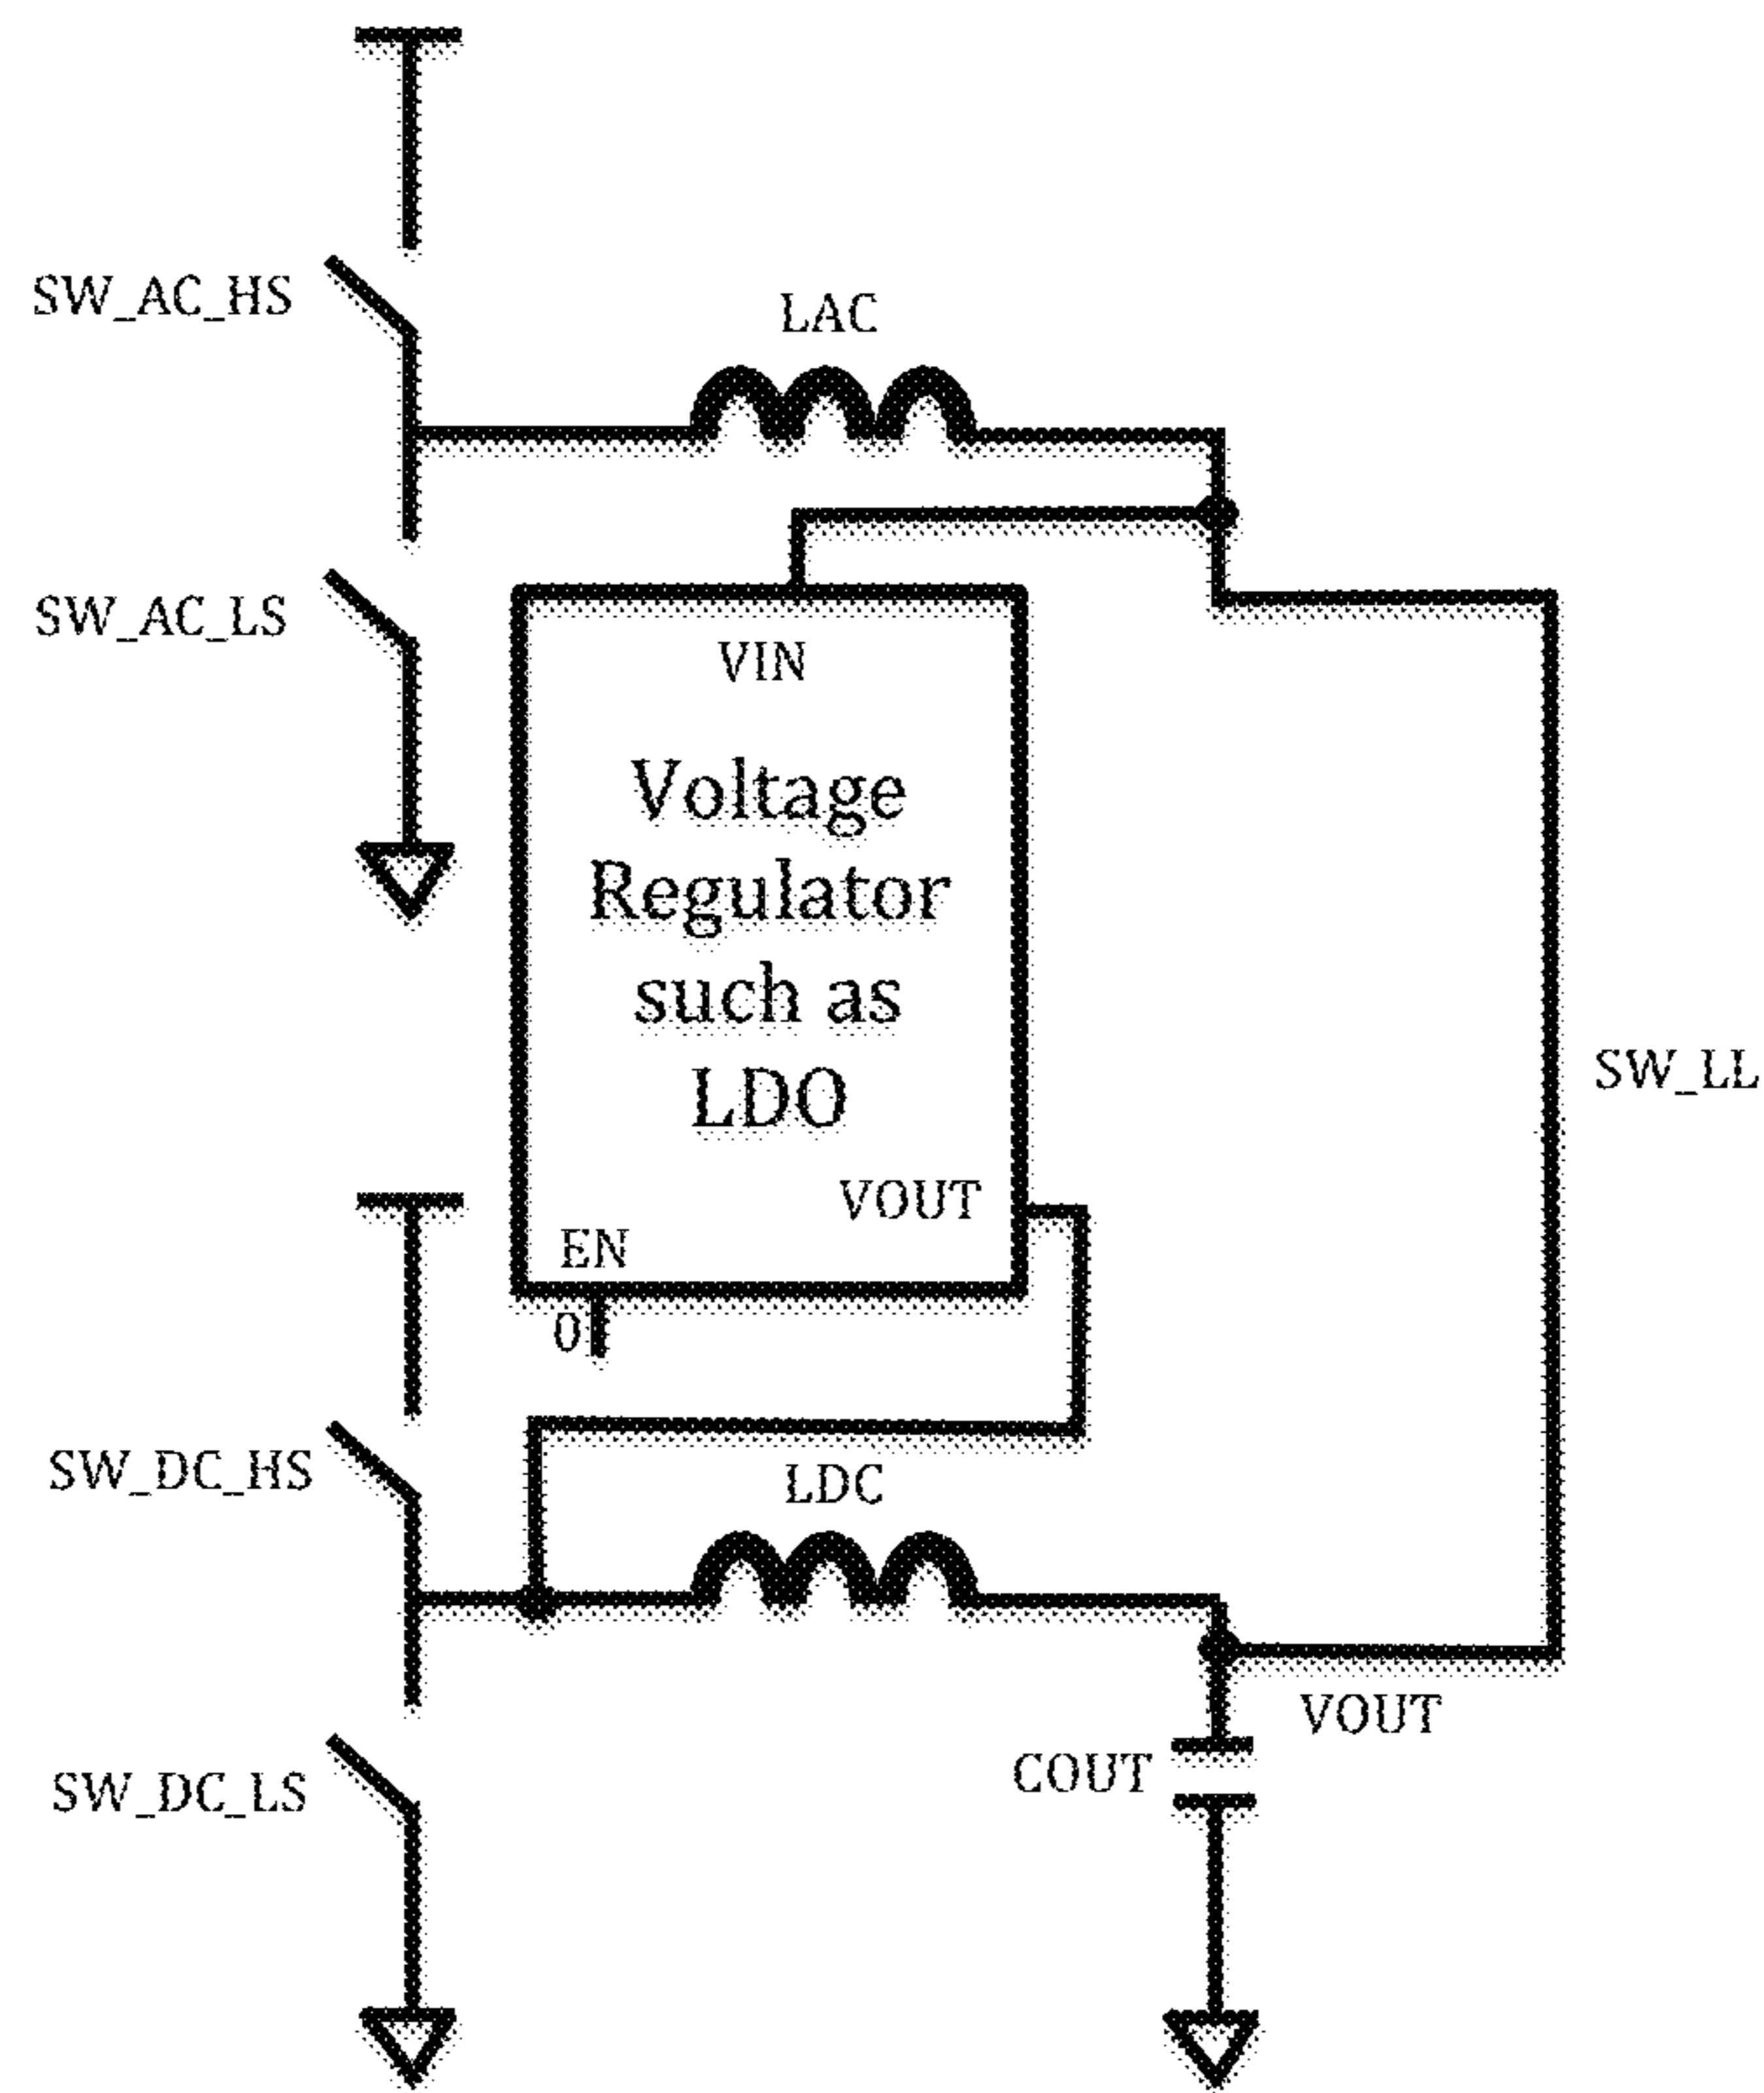 SW_AC_HS
LAC
SW_AC_LS
VIN
Voltage
Regulator
such as
LDO
SW_LL
VOUT
EN
0
SW_DC_HS
LDC
VOUT
COUT
SW_DC_LS